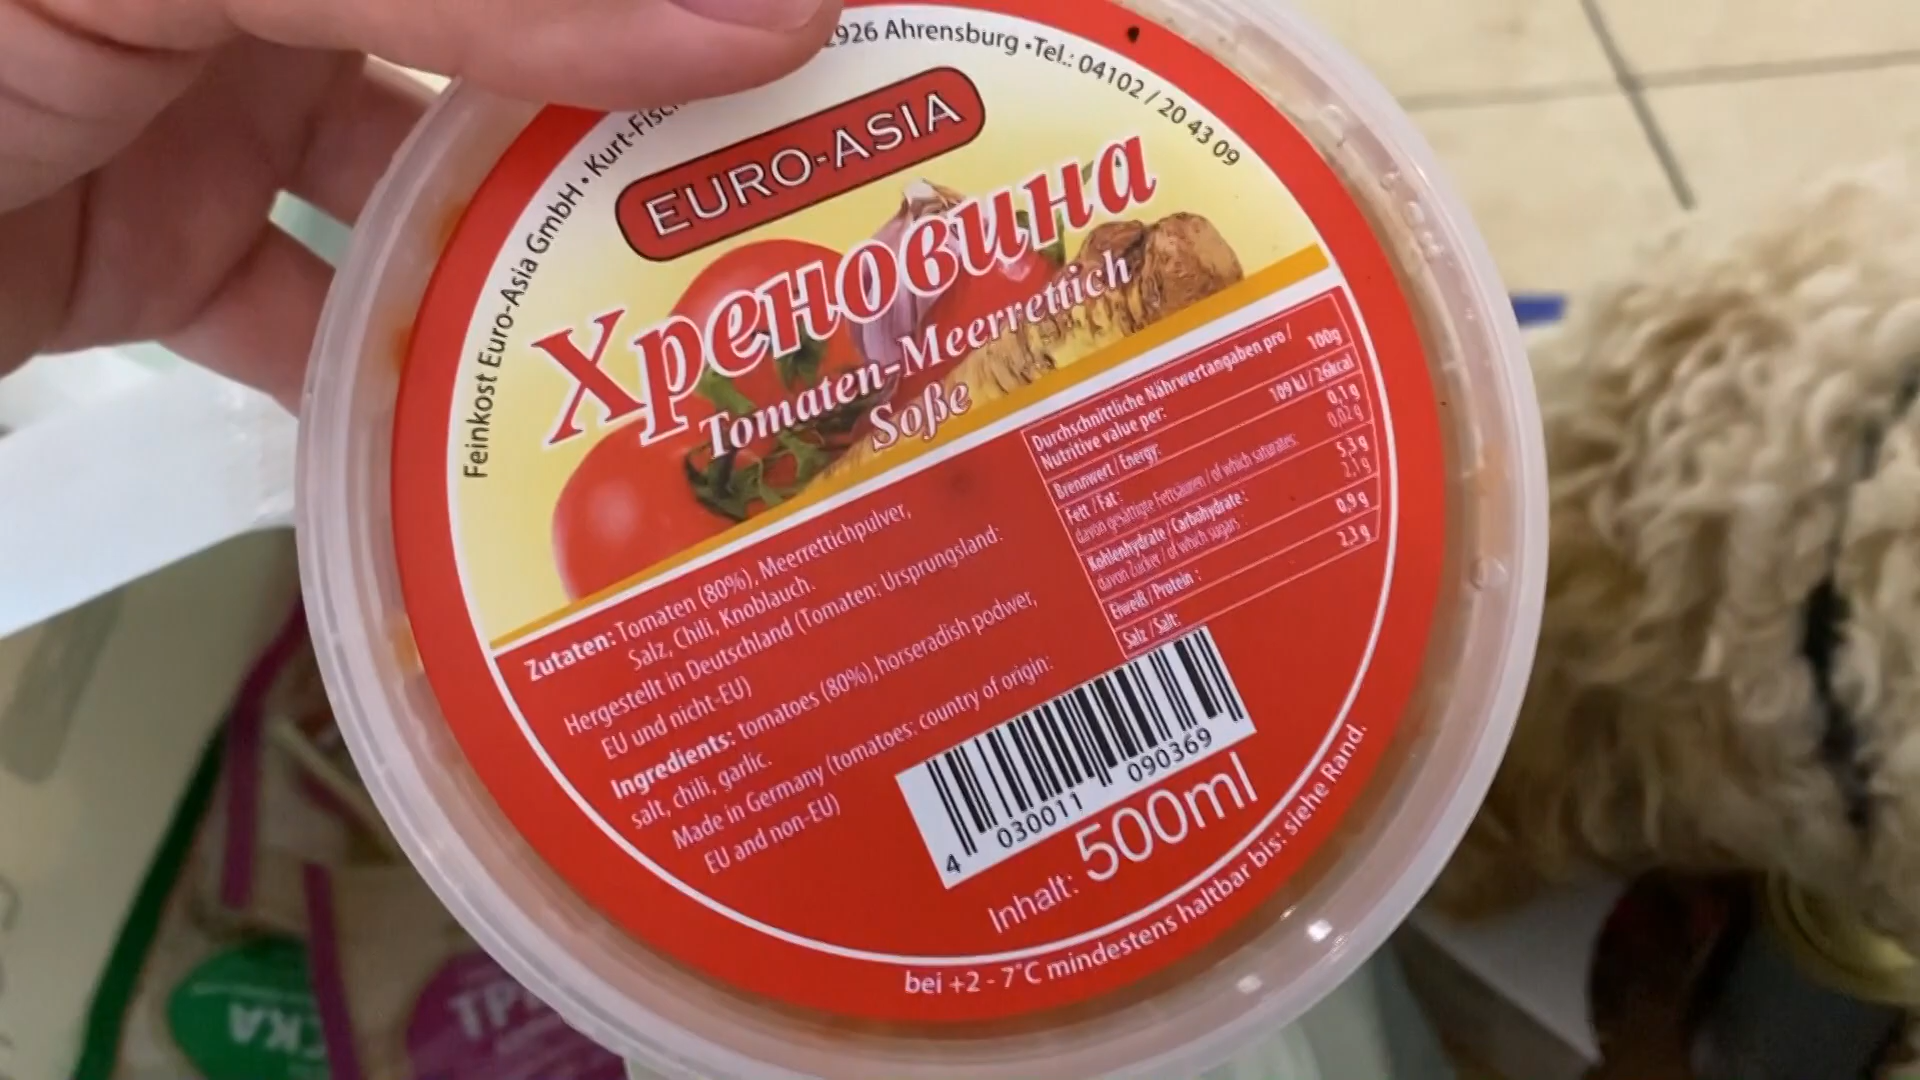 Feinkost Euro-Asia GmbH • Kurt-Fisch
926 Ahrensburg • Tel.: 04102 / 20 43 09
EURO-ASIA
Хреновина
Tomaten-Meerrettich
Soße
Durchschnittliche Nährwertangaben pro /
Nutritive value per: 100g
Brennwert / Energy: 109 kJ / 26kcal
Fett / Fat: 0,1 g
davon gesättigte Fettsäuren / of which saturates: 0,02 g
Kohlenhydrate / Carbohydrate: 5,3 g
davon Zucker / of which sugars: 2,1 g
Eiweiß / Protein: 0,9 g
Salz / Salt: 2,3 g
Zutaten: Tomaten (80%), Meerrettichpulver,
Salz, Chili, Knoblauch.
Hergestellt in Deutschland (Tomaten: Ursprungsland:
EU und nicht-EU)
Ingredients: tomatoes (80%), horseradish podwer,
salt, chili, garlic.
Made in Germany (tomatoes: country of origin:
EU and non-EU)
4 030011 090369
Inhalt: 500ml
bei +2 - 7°C mindestens haltbar bis: siehe Rand.